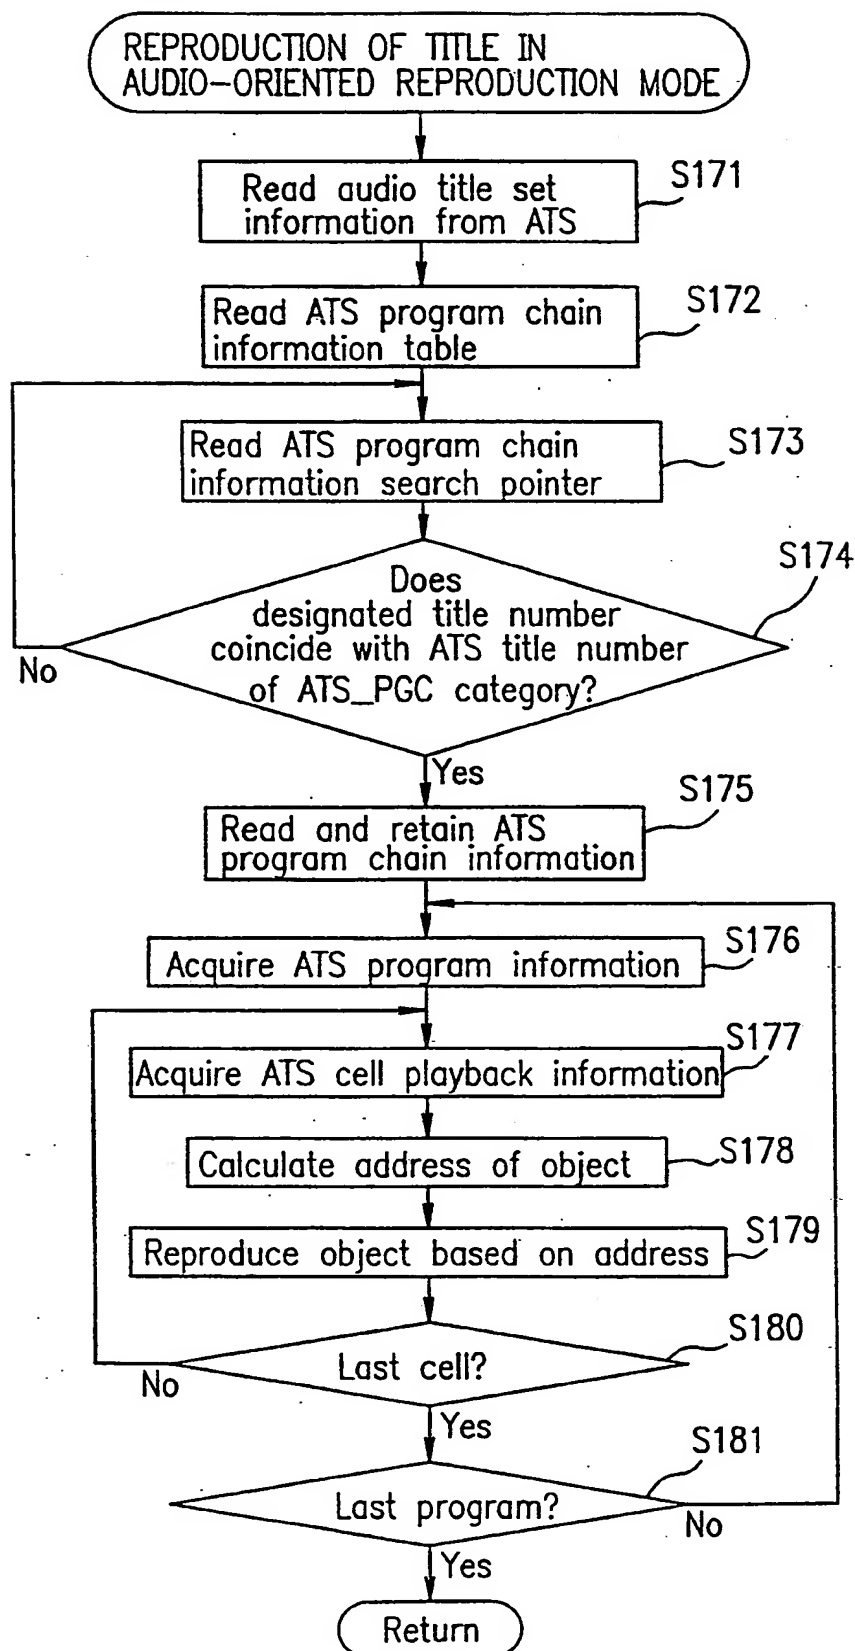 REPRODUCTION OF TITLE IN
AUDIO-ORIENTED REPRODUCTION MODE
Read audio title set
information from ATS
S171
Read ATS program chain
information table
S172
Read ATS program chain
information search pointer
S173
Does
designated title number
coincide with ATS title number
of ATS_PGC category?
S174
No
Yes
Read and retain ATS
program chain information
S175
Acquire ATS program information
S176
Acquire ATS cell playback information
S177
Calculate address of object
S178
Reproduce object based on address
S179
Last cell?
S180
No
Yes
Last program?
S181
No
Yes
Return